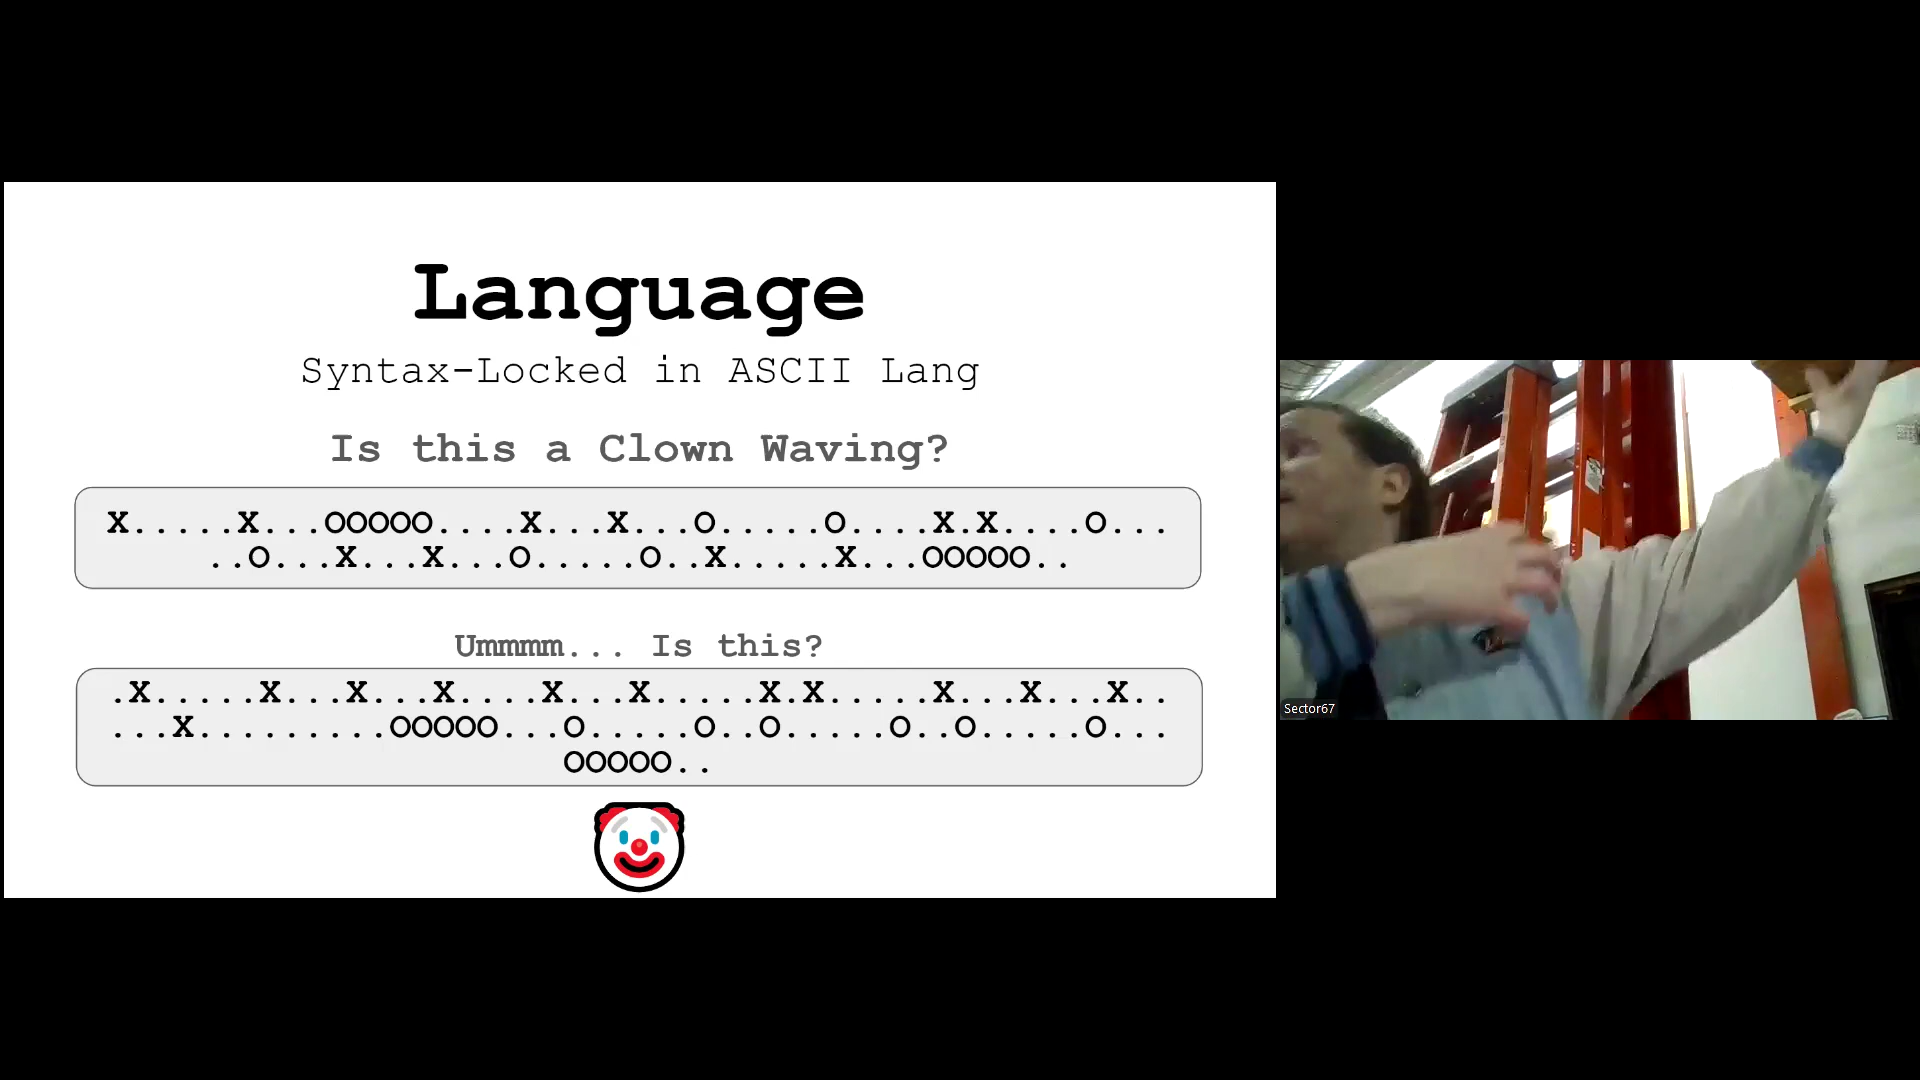 Language
Syntax-Locked in ASCII Lang
Is this a Clown Waving?
X.....X...OOOOO....X...X...O.....O....X.X....O...
..O...X...X...O.....O..X.....X...OOOOO..
Ummmm... Is this?
.X.....X...X...X....X...X.....X.X.....X...X...X..
...X.........OOOOO...O.....O..O.....O..O.....O...
OOOOO..
Sector67